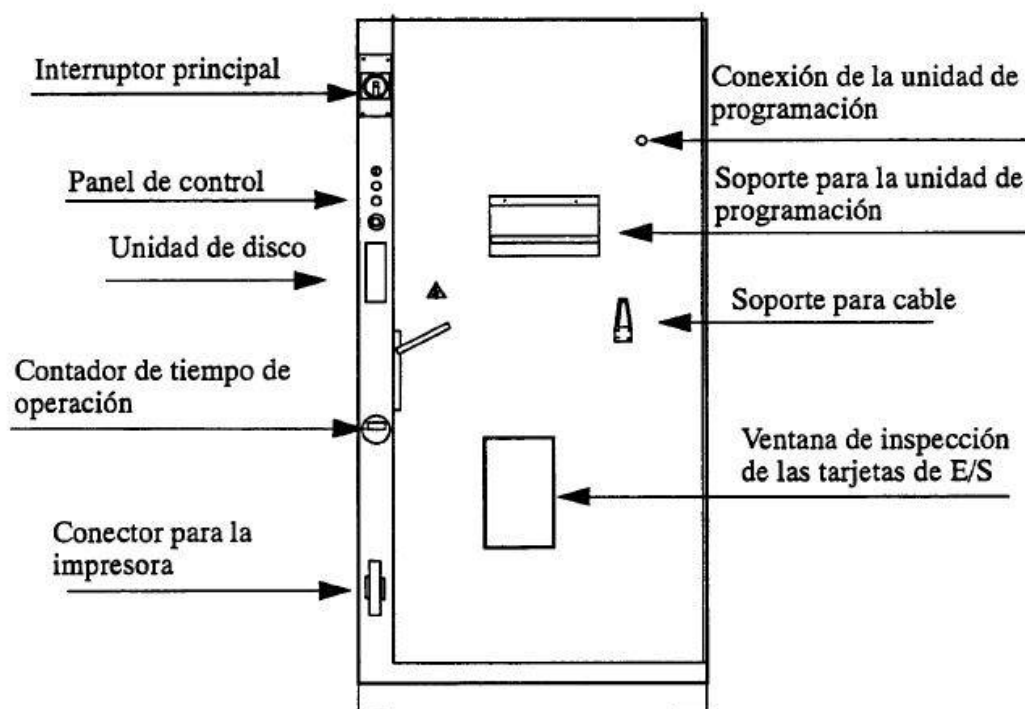 Interruptor principal
Panel de control
Unidad de disco
Contador de tiempo de
operación
Conector para la
impresora
Conexión de la unidad de
programación
Soporte para la unidad de
programación
Soporte para cable
Ventana de inspección
de las tarjetas de E/S